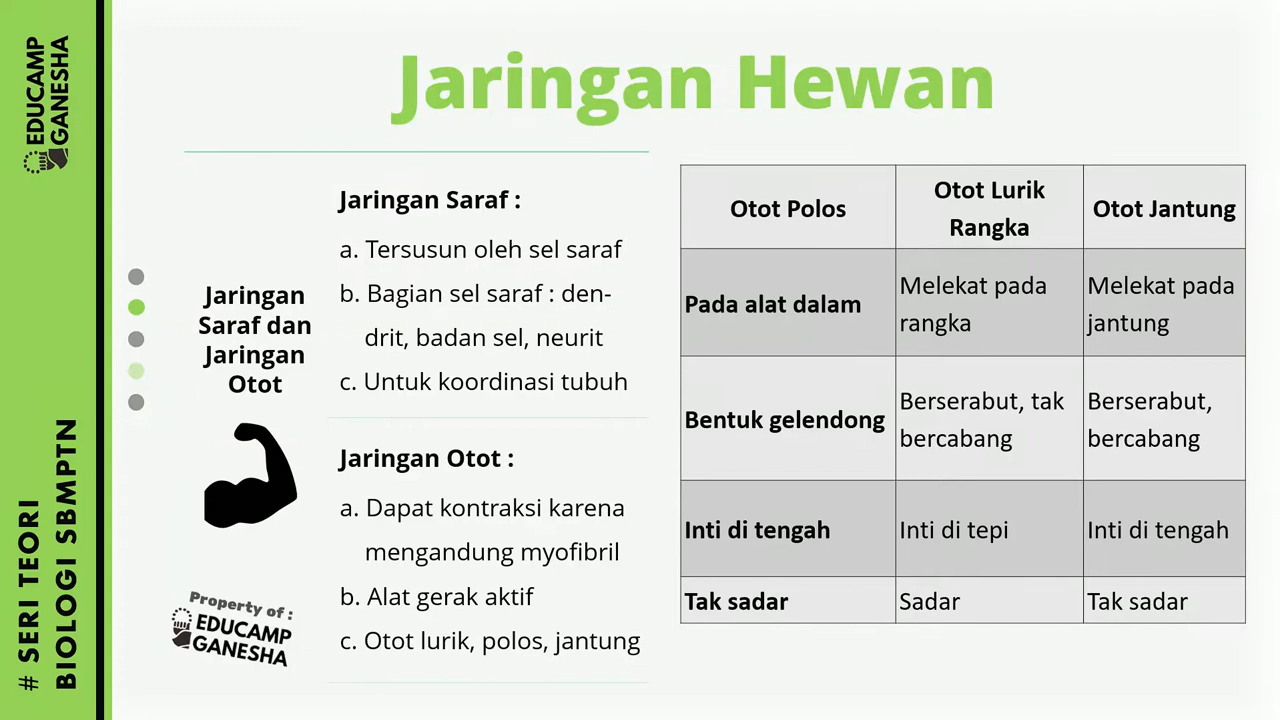 EDUCAMP
GANESHA
# SERI TEORI
BIOLOGI SBMPTN
Jaringan Hewan
Jaringan
Saraf dan
Jaringan
Otot
Property of :
EDUCAMP
GANESHA
Jaringan Saraf :
a. Tersusun oleh sel saraf
b. Bagian sel saraf : den-
drit, badan sel, neurit
c. Untuk koordinasi tubuh
Jaringan Otot :
a. Dapat kontraksi karena
mengandung myofibril
b. Alat gerak aktif
c. Otot lurik, polos, jantung
Otot Polos
Otot Lurik
Rangka
Otot Jantung
Pada alat dalam
Melekat pada
rangka
Melekat pada
jantung
Bentuk gelendong
Berserabut, tak
bercabang
Berserabut,
bercabang
Inti di tengah
Inti di tepi
Inti di tengah
Tak sadar
Sadar
Tak sadar